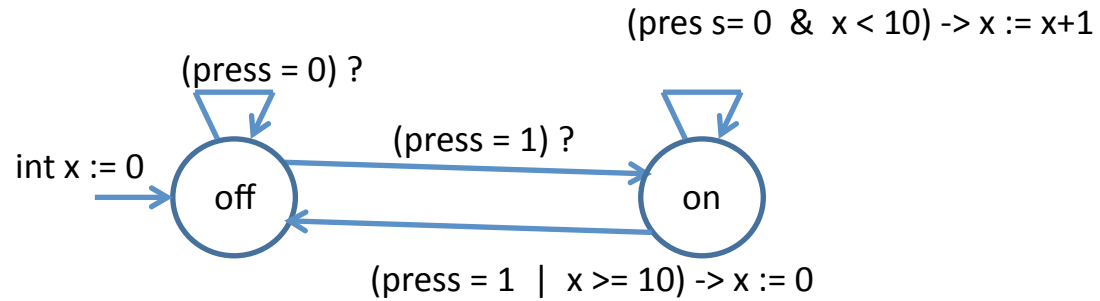 (pres s= 0 & x < 10) -> x := x+1
(press = 0) ?
(press = 1) ?
int x := 0
off
on
(press = 1 | x >= 10) -> x := 0